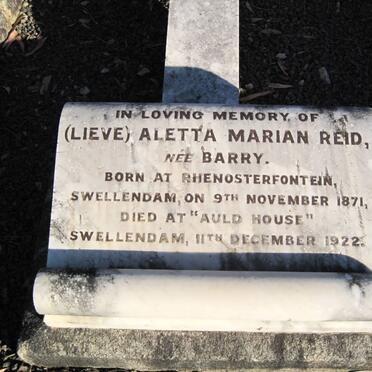 IN LOVING MEMORY OF
(LIEVE) ALETTA MARIAN REID,
NÉE BARRY.
BORN AT RHENOSTERFONTEIN,
SWELLENDAM, ON 9TH NOVEMBER 1871,
DIED AT "AULD HOUSE"
SWELLENDAM, 11TH DECEMBER 1922.